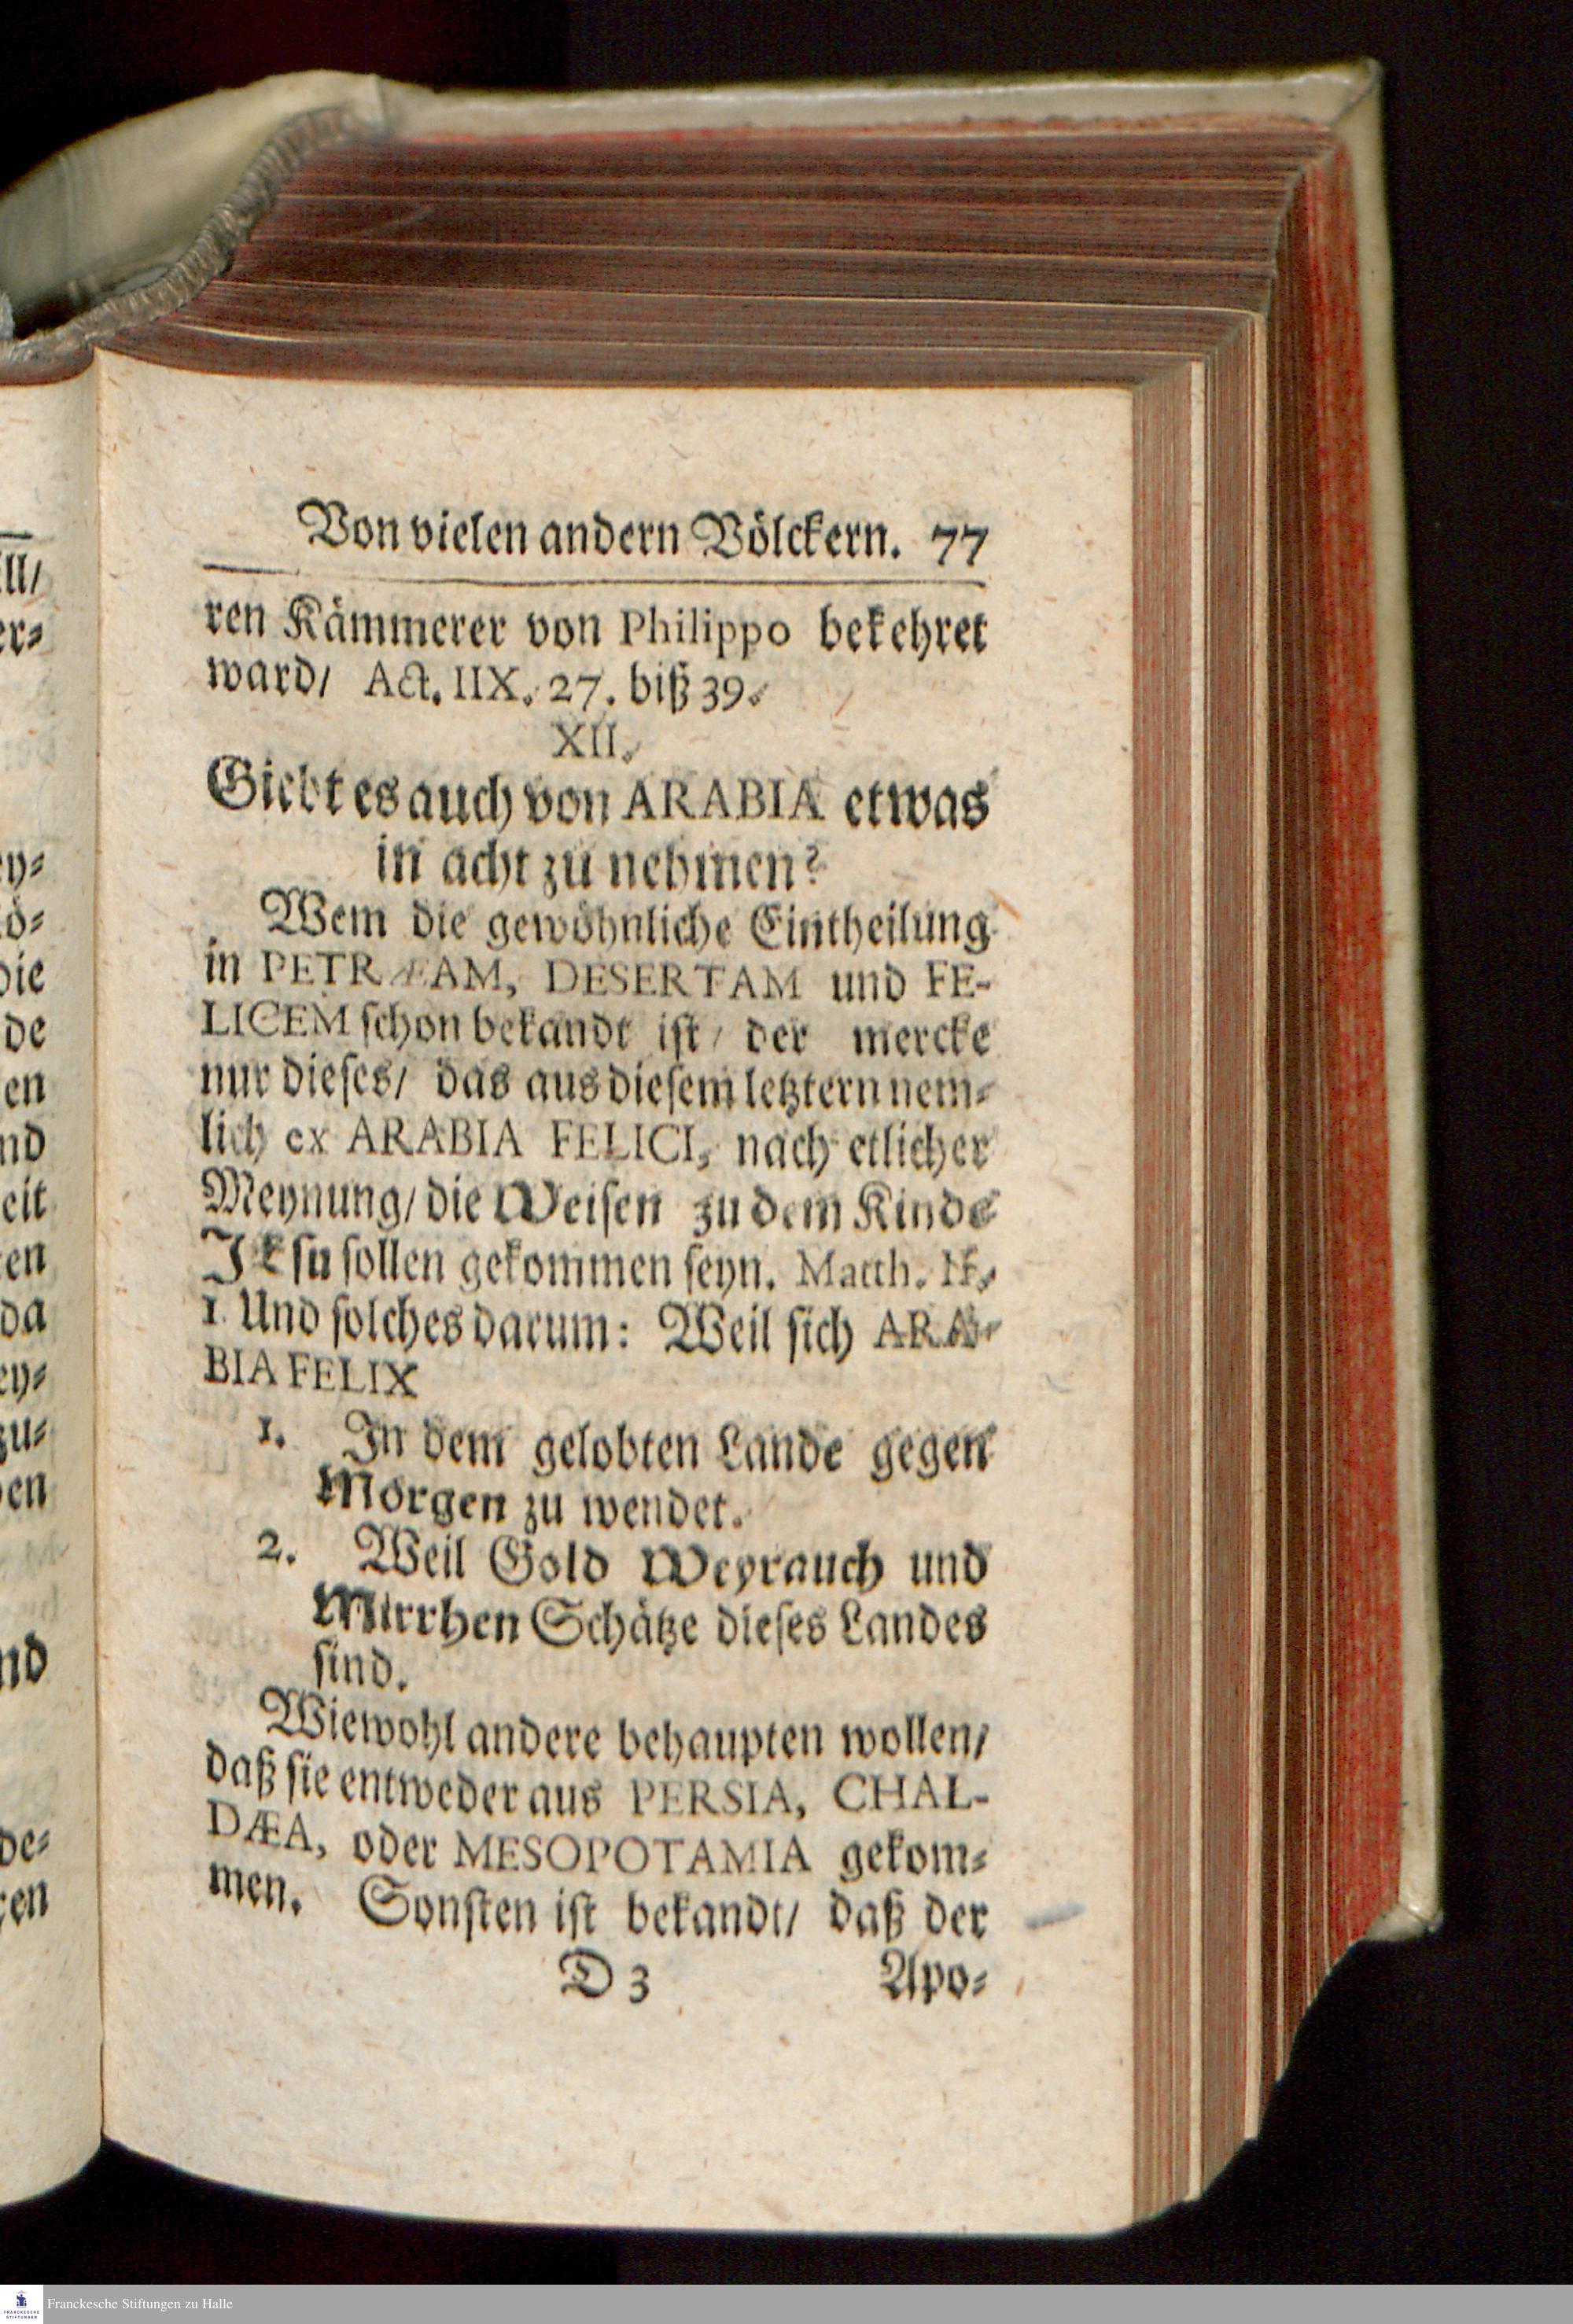 Von vielen andern Völckern. 77
ren Kämmerer von Philippo bekehret
ward/ Act. IIX. 27. biß 39.
XII.
Giebt es auch von ARABIA etwas
in acht zu nehmen?
Wem die gewöhnliche Eintheilung
in PETRÆAM, DESERTAM und FE-
LICEM schon bekandt ist/ der mercke
nur dieses/ das aus diesem letztern nem-
lich ex ARABIA FELICI, nach etlicher
Meynung/ die Weisen zu dem Kinde
JEsu sollen gekommen seyn. Matth. II.
1. Und solches darum: Weil sich ARA-
BIA FELIX
1. In dem gelobten Lande gegen
Morgen zu wendet.
2. Weil Gold Weyrauch und
Mirrhen Schätze dieses Landes
sind.
Wiewohl andere behaupten wollen/
daß sie entweder aus PERSIA, CHAL-
DÆA, oder MESOPOTAMIA gekom-
men. Sonsten ist bekandt/ daß der
D 3 Apo-
Franckesche Stiftungen zu Halle